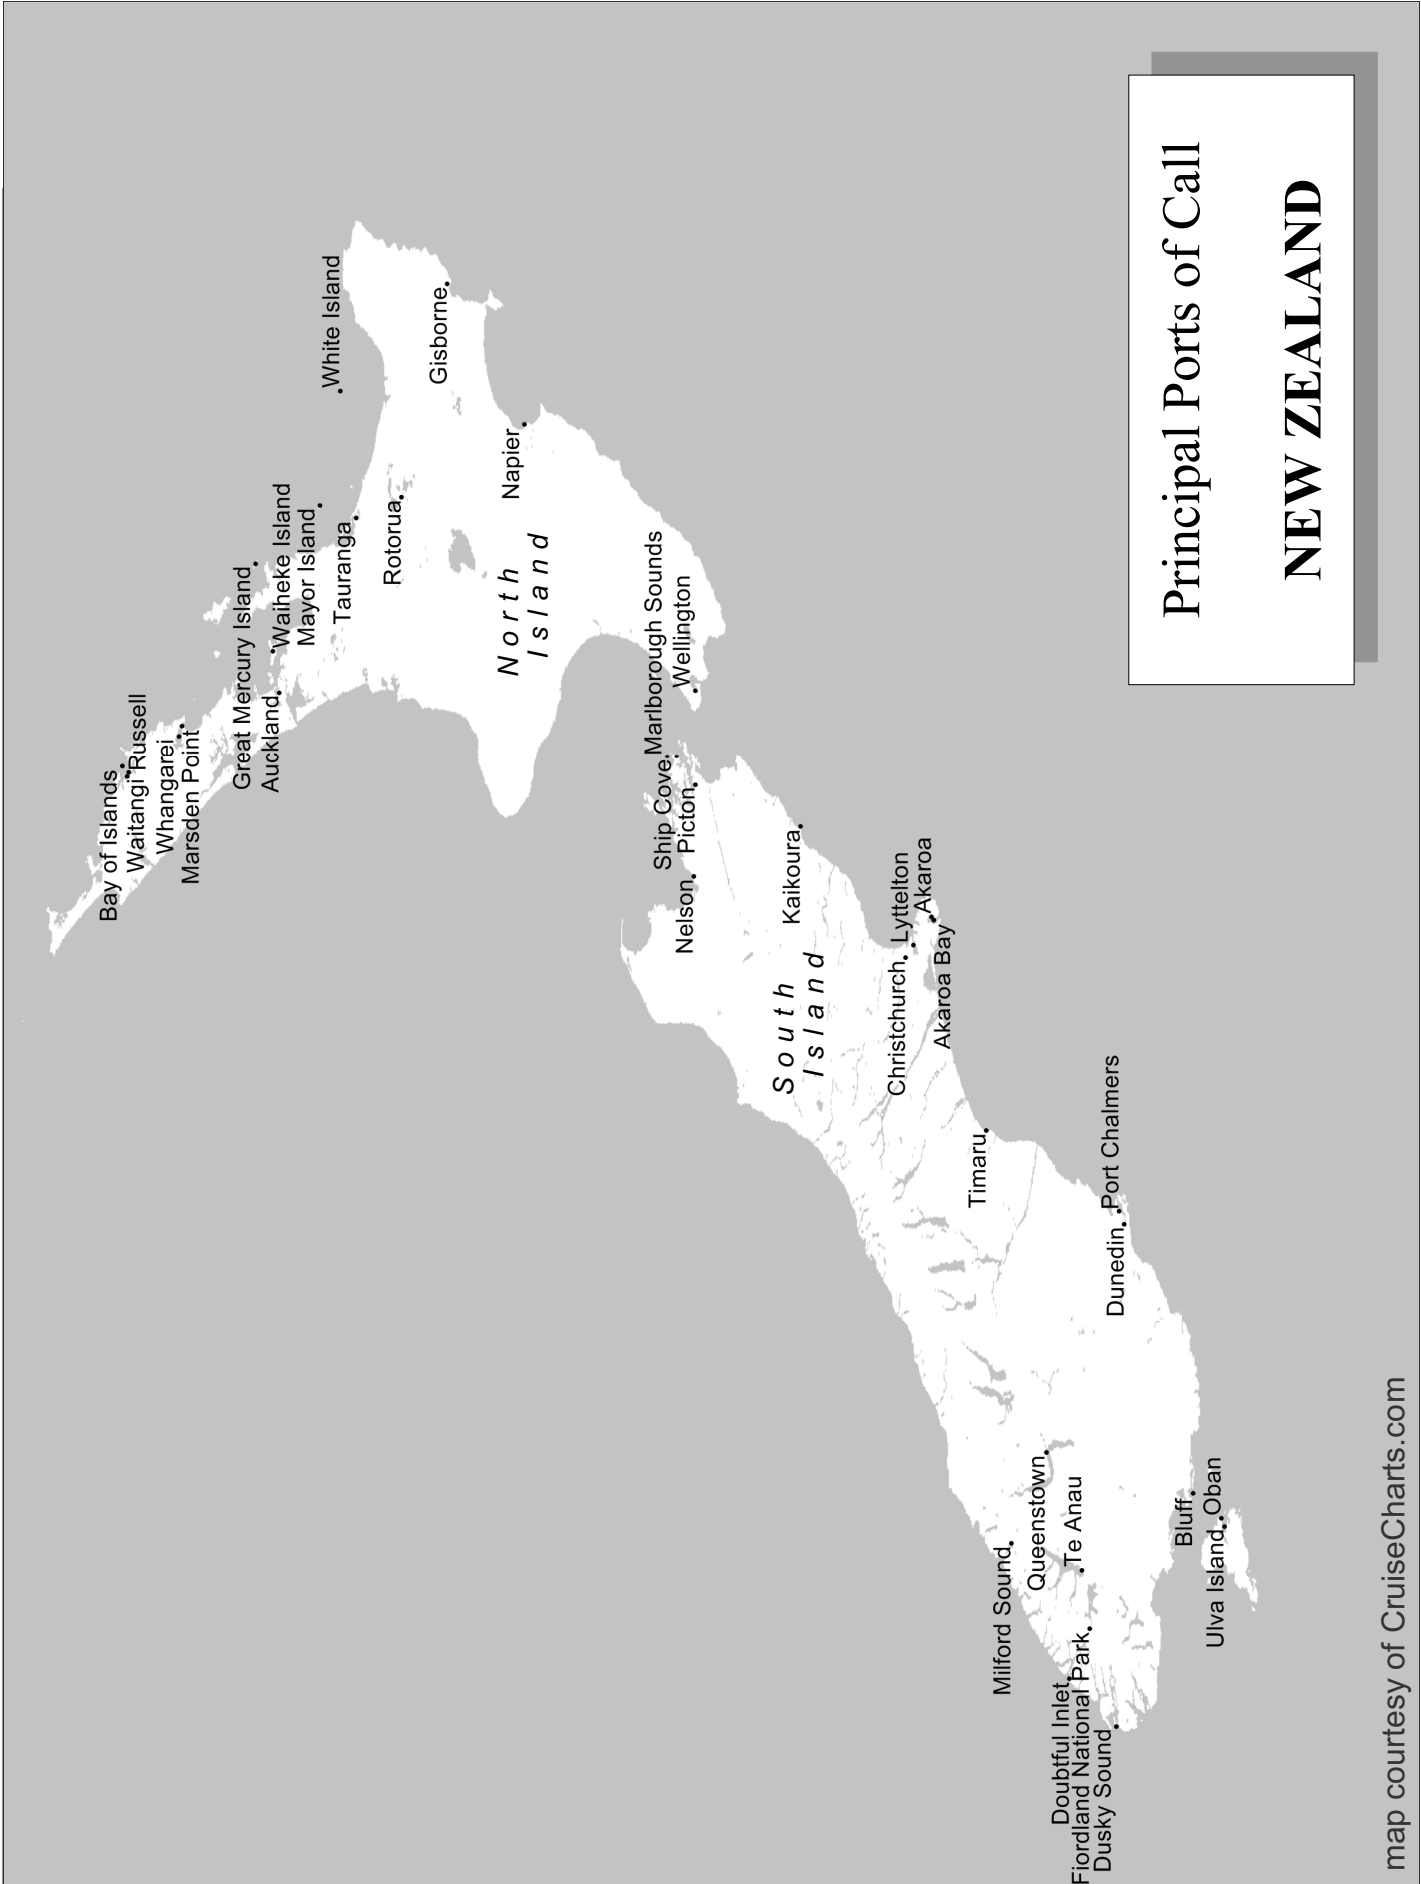 Bay of Islands
Waitangi
Russell
Whangarei
Marsden Point
Great Mercury Island
Auckland
Waiheke Island
Mayor Island
Tauranga
White Island
Rotorua
Gisborne
Napier
North
Island
Marlborough Sounds
Wellington
Ship Cove
Picton
Nelson
Kaikoura
South
Island
Christchurch
Lyttelton
Akaroa
Akaroa Bay
Timaru
Port Chalmers
Dunedin
Milford Sound
Queenstown
Te Anau
Doubtful Inlet
Fiordland National Park
Dusky Sound
Bluff
Oban
Ulva Island
Principal Ports of Call
NEW ZEALAND
map courtesy of CruiseCharts.com